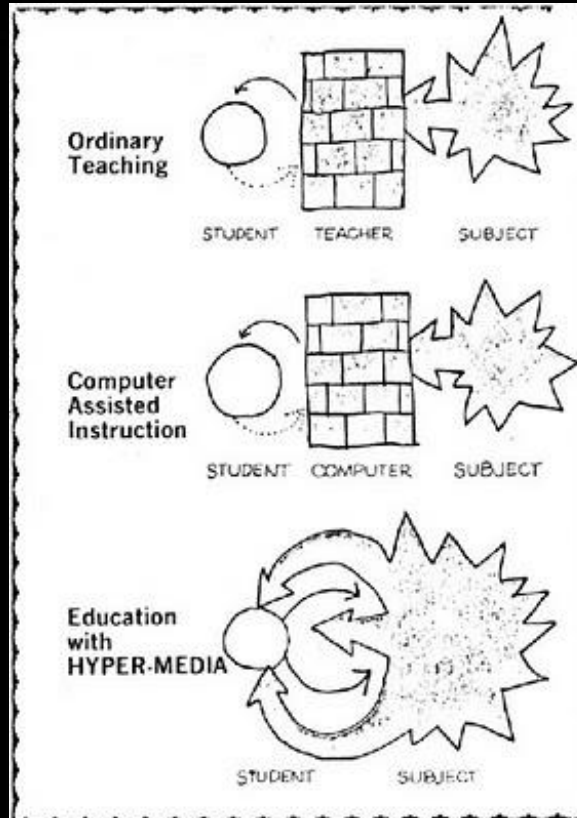 Ordinary
Teaching
STUDENT TEACHER SUBJECT
Computer
Assisted
Instruction
STUDENT COMPUTER SUBJECT
Education
with
HYPER-MEDIA
STUDENT SUBJECT